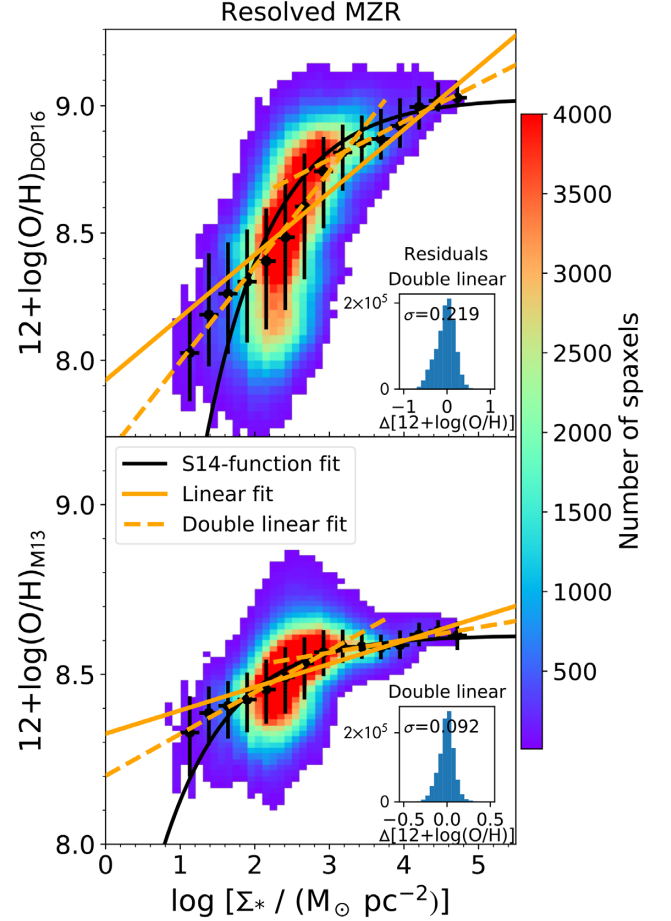 Resolved MZR
12+log(O/H)DOP16
9.0
8.5
8.0
Residuals
Double linear
2×10⁵
σ=0.219
0
−1 0 1
Δ[12+log(O/H)]
S14-function fit
Linear fit
Double linear fit
12+log(O/H)M13
9.0
8.5
8.0
Double linear
2×10⁵
σ=0.092
0
−0.5 0.0 0.5
Δ[12+log(O/H)]
0 1 2 3 4 5
log [Σ* / (M⊙ pc⁻²)]
4000
3000
2000
1000
500
Number of spaxels